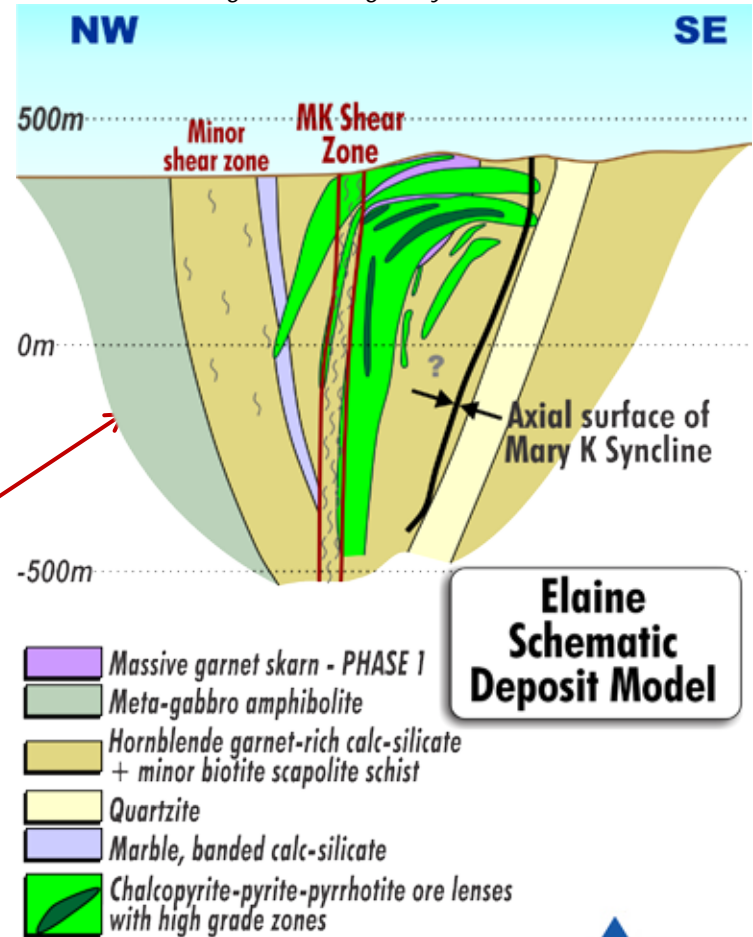 NW
SE
500m
Minor
shear zone
MK Shear
Zone
0m
?
Axial surface of
Mary K Syncline
-500m
Elaine
Schematic
Deposit Model
Massive garnet skarn - PHASE 1
Meta-gabbro amphibolite
Hornblende garnet-rich calc-silicate
+ minor biotite scapolite schist
Quartzite
Marble, banded calc-silicate
Chalcopyrite-pyrite-pyrrhotite ore lenses
with high grade zones